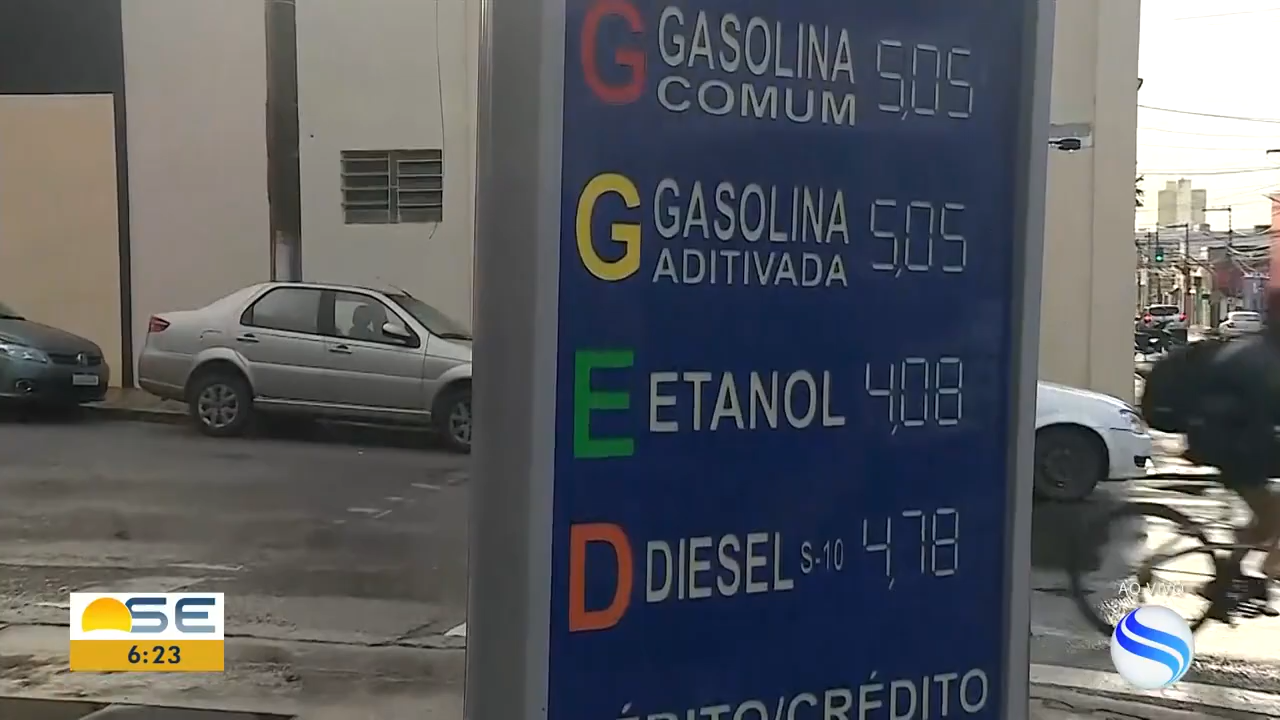 G GASOLINA 5,05
COMUM
G GASOLINA 5,05
ADITIVADA
E ETANOL 4,08
D DIESEL S-10 4,78
DÉBITO/CRÉDITO
SE
6:23
AO VIVO